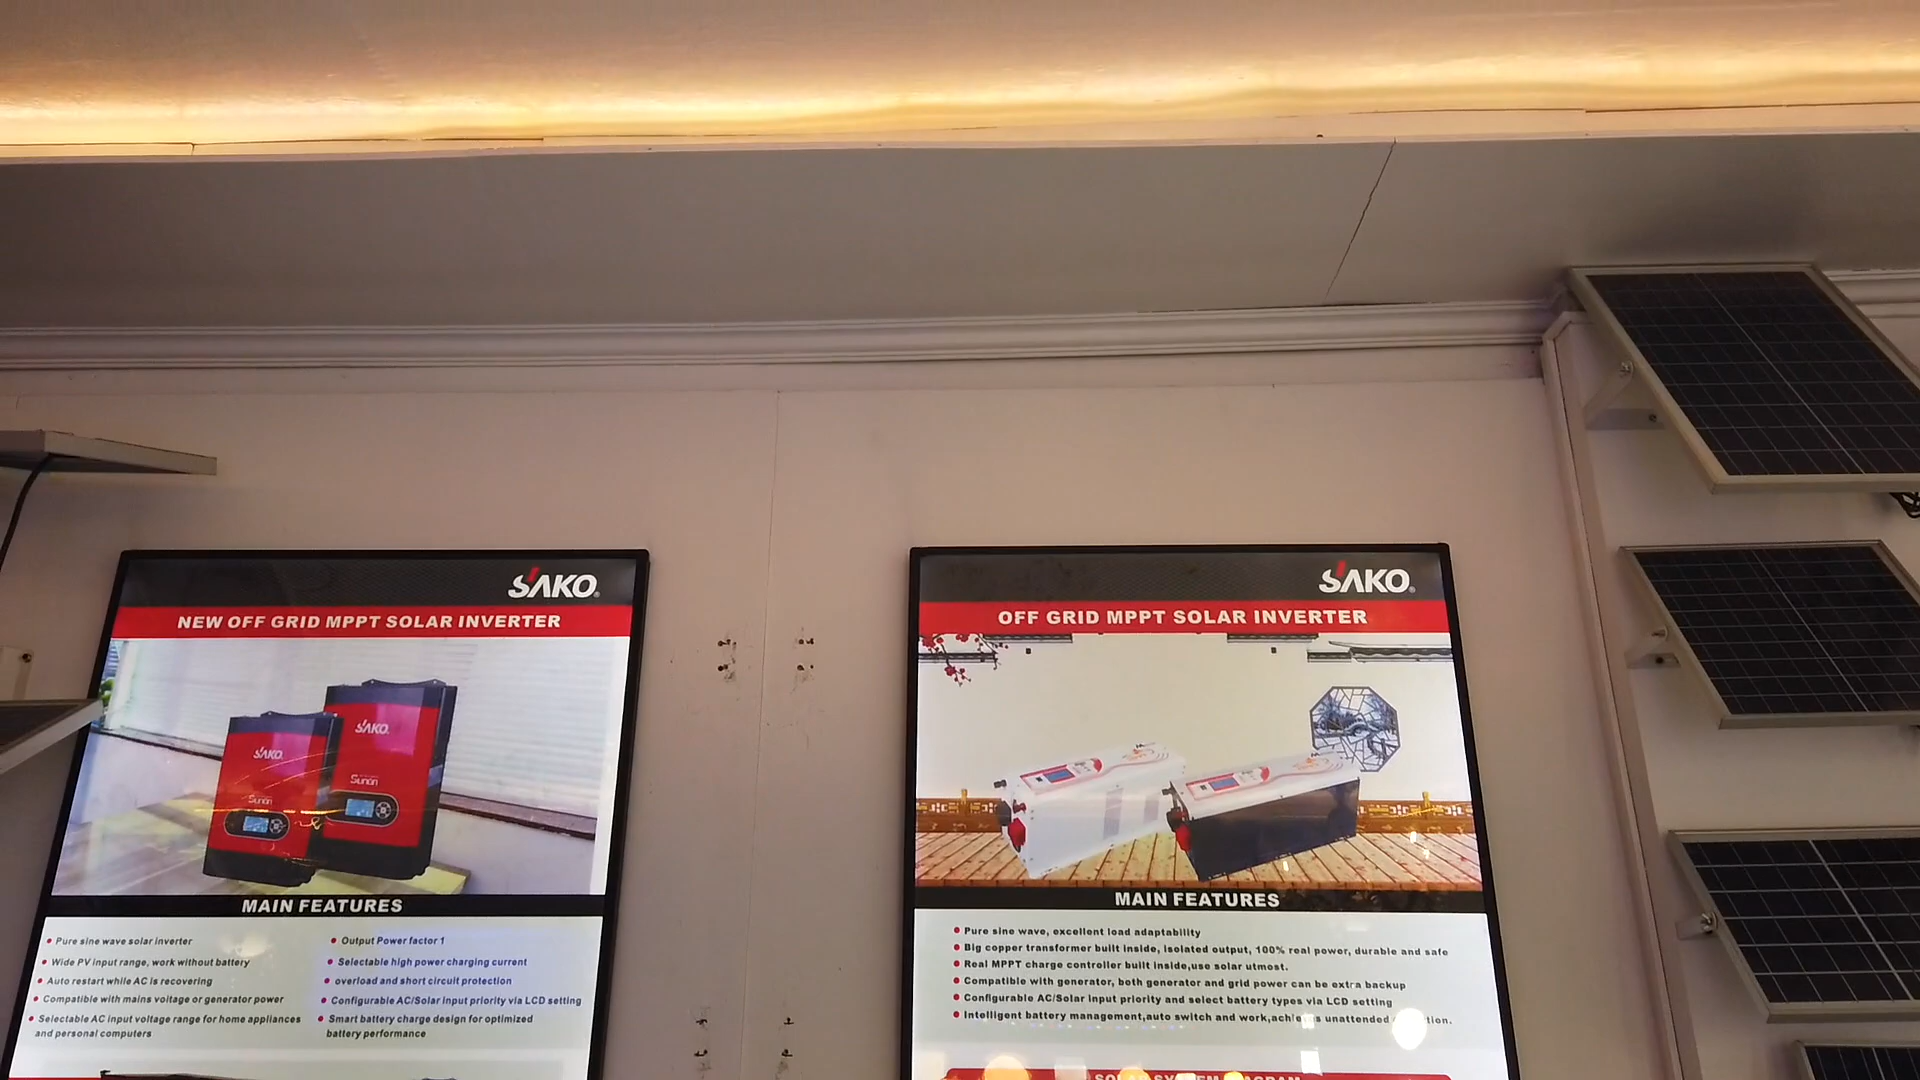 SAKO
NEW OFF GRID MPPT SOLAR INVERTER
SAKO
SAKO
Sunon
Sunon
MAIN FEATURES
Pure sine wave solar inverter
Wide PV input range, work without battery
Auto restart while AC is recovering
Compatible with mains voltage or generator power
Selectable AC input voltage range for home appliances
and personal computers
Output Power factor 1
Selectable high power charging current
overload and short circuit protection
Configurable AC/Solar input priority via LCD setting
Smart battery charge design for optimized
battery performance
SAKO
OFF GRID MPPT SOLAR INVERTER
MAIN FEATURES
Pure sine wave, excellent load adaptability
Big copper transformer built inside, isolated output, 100% real power, durable and safe
Real MPPT charge controller built inside,use solar utmost.
Compatible with generator, both generator and grid power can be extra backup
Configurable AC/Solar input priority and select battery types via LCD setting
Intelligent battery management,auto switch and work, unattended
SOLAR SYSTEM DIAGRAM